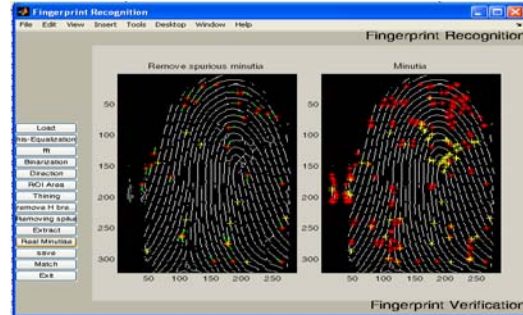 Fingerprint Recognition
File Edit View Insert Tools Desktop Window Help
Fingerprint Recognition
Remove spurious minutia
Minutia
50
100
150
200
250
300
50 100 150 200 250
50
100
150
200
250
300
50 100 150 200 250
Load
his-Equalization
fft
Binarization
Direction
ROI Area
Thining
remove H bre...
Removing spike
Extract
Real Minutiae
save
Match
Exit
Fingerprint Verification